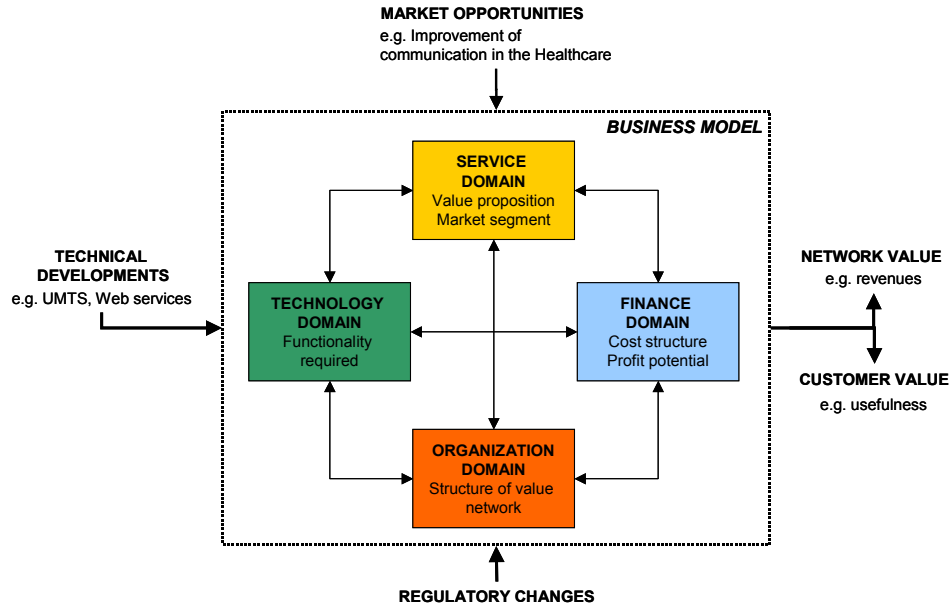 MARKET OPPORTUNITIES
e.g. Improvement of
communication in the Healthcare
BUSINESS MODEL
SERVICE
DOMAIN
Value proposition
Market segment
TECHNICAL
DEVELOPMENTS
e.g. UMTS, Web services
TECHNOLOGY
DOMAIN
Functionality
required
FINANCE
DOMAIN
Cost structure
Profit potential
NETWORK VALUE
e.g. revenues
CUSTOMER VALUE
e.g. usefulness
ORGANIZATION
DOMAIN
Structure of value
network
REGULATORY CHANGES